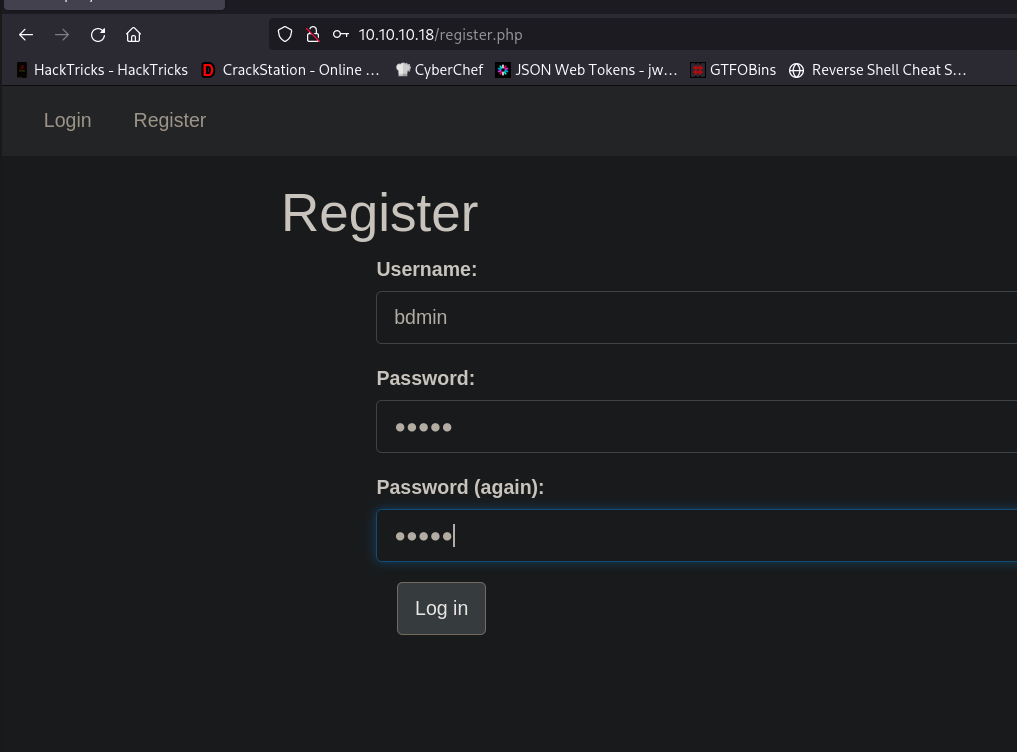 10.10.10.18/register.php
HackTricks - HackTricks CrackStation - Online ... CyberChef JSON Web Tokens - jw... GTFOBins Reverse Shell Cheat S...
Login Register
Register
Username:
bdmin
Password:
•••••
Password (again):
•••••
Log in